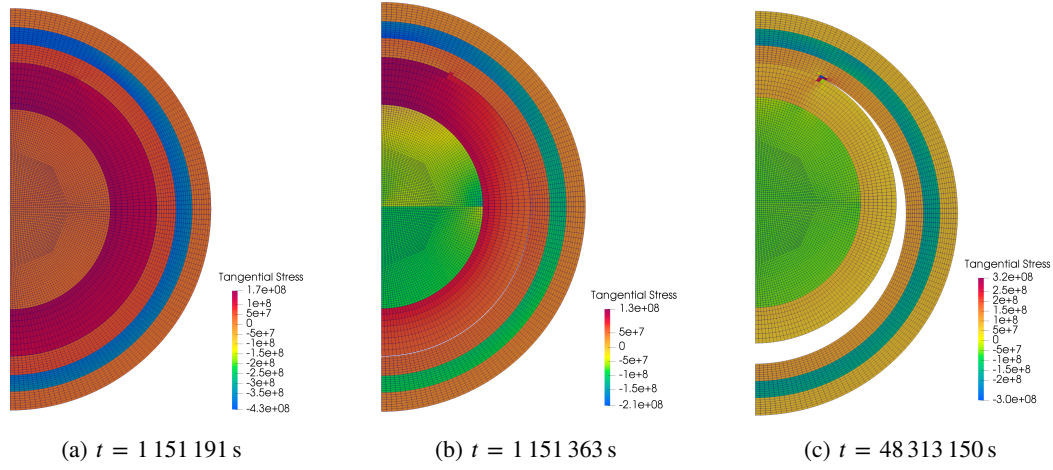 Tangential Stress
1.7e+08
1e+8
5e+7
0
-5e+7
-1e+8
-1.5e+8
-2e+8
-2.5e+8
-3e+8
-3.5e+8
-4.3e+08
Tangential Stress
1.3e+08
5e+7
0
-5e+7
-1e+8
-2.1e+08
Tangential Stress
3.2e+08
2.5e+8
2e+8
1.5e+8
1e+8
5e+7
0
-5e+7
-1e+8
-1.5e+8
-2e+8
-3.0e+08
(a) t = 1 151 191 s
(b) t = 1 151 363 s
(c) t = 48 313 150 s